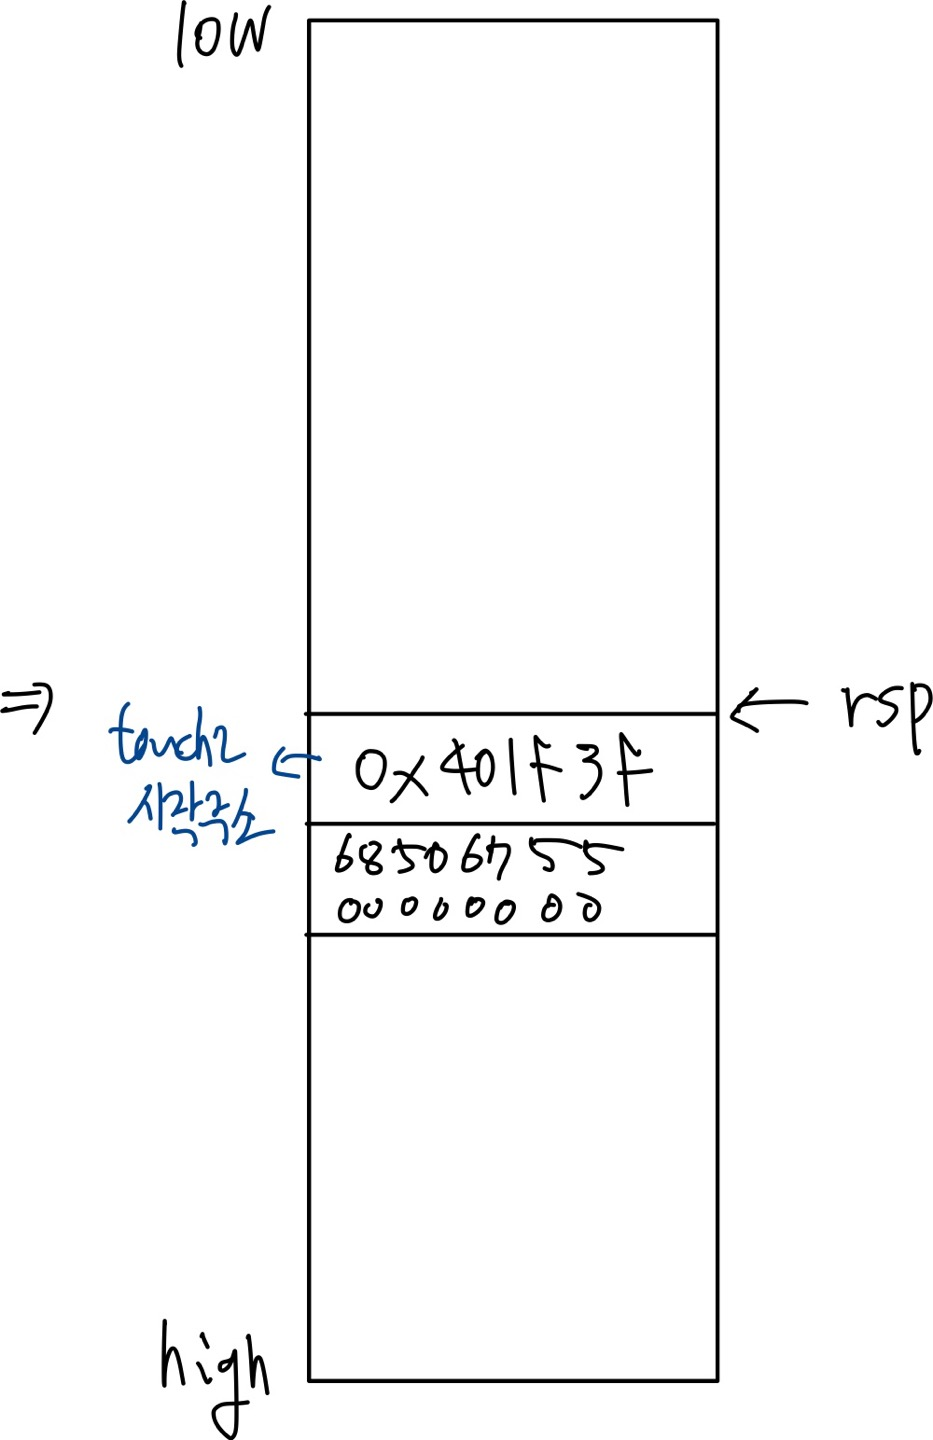 low
⇒
← rsp
touch2 ← 0x401F3F
시작주소
68506755
00000000
high